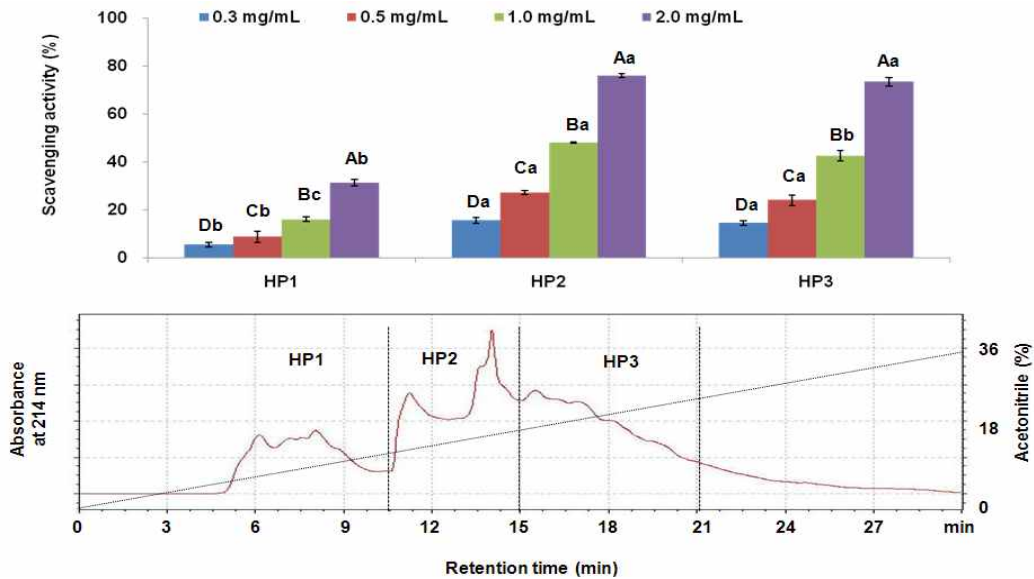 0.3 mg/mL 0.5 mg/mL 1.0 mg/mL 2.0 mg/mL
Scavenging activity (%)
100
80
60
40
20
0
Db Cb Bc Ab
Da Ca Ba Aa
Da Ca Bb Aa
HP1 HP2 HP3
Absorbance
at 214 nm
HP1 HP2 HP3
36
18
0
Acetonitrile (%)
0 3 6 9 12 15 18 21 24 27 min
Retention time (min)